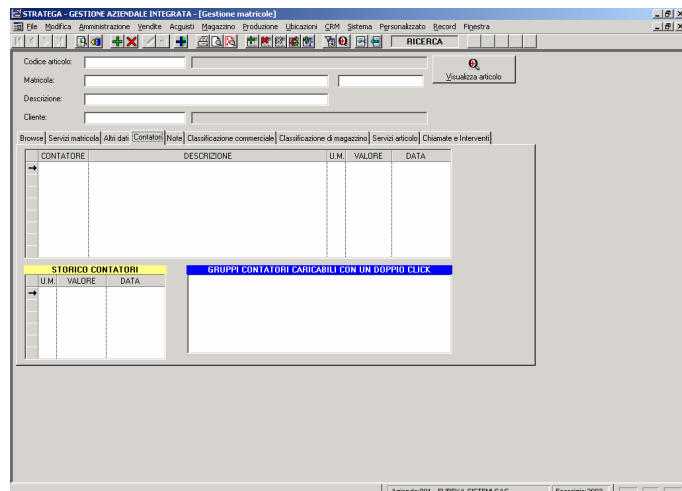 STRATEGA - GESTIONE AZIENDALE INTEGRATA - [Gestione matricole]
File Modifica Amministrazione Vendite Acquisti Magazzino Produzione Ubicazioni CRM Sistema Personalizzato Record Finestra
RICERCA
Codice articolo:
Matricola:
Visualizza articolo
Descrizione:
Cliente:
Browse Servizi matricola Altri dati Contatori Note Classificazione commerciale Classificazione di magazzino Servizi articolo Chiamate e Interventi
CONTATORE DESCRIZIONE U.M. VALORE DATA
STORICO CONTATORI GRUPPI CONTATORI CARICABILI CON UN DOPPIO CLICK
U.M. VALORE DATA